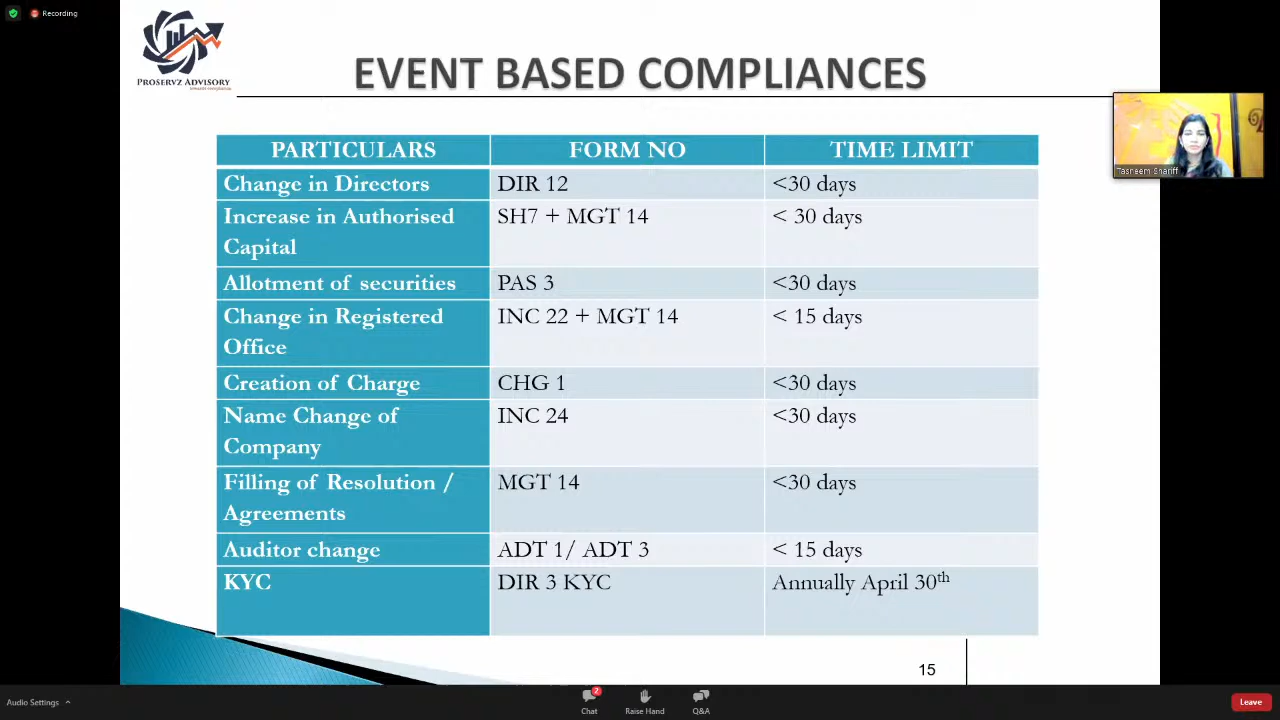 Recording
PROSERVZ ADVISORY
towards compliance
EVENT BASED COMPLIANCES
PARTICULARS FORM NO TIME LIMIT
Change in Directors DIR 12 <30 days
Increase in Authorised SH7 + MGT 14 < 30 days
Capital
Allotment of securities PAS 3 <30 days
Change in Registered INC 22 + MGT 14 < 15 days
Office
Creation of Charge CHG 1 <30 days
Name Change of INC 24 <30 days
Company
Filling of Resolution / MGT 14 <30 days
Agreements
Auditor change ADT 1/ ADT 3 < 15 days
KYC DIR 3 KYC Annually April 30th
15
Tasneem Shariff
Audio Settings
2
Chat Raise Hand Q&A
Leave